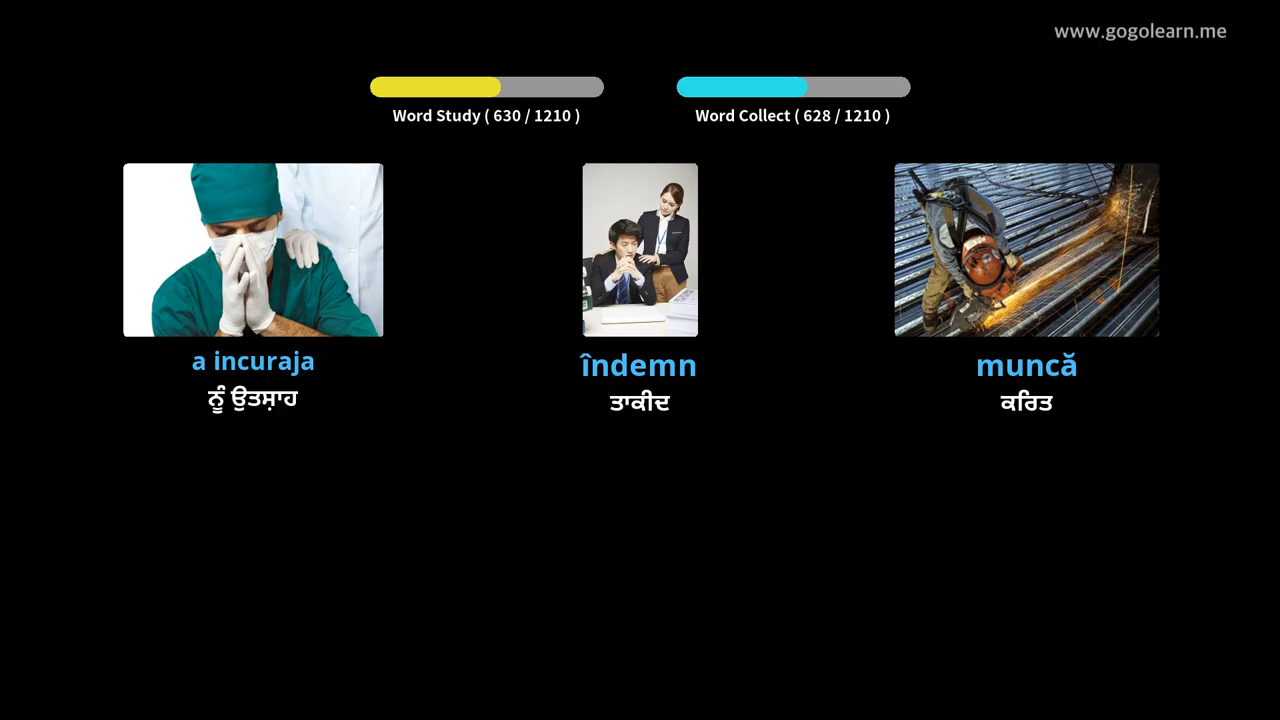 www.gogolearn.me
Word Study ( 630 / 1210 )
Word Collect ( 628 / 1210 )
a incuraja
ਨੂੰ ਉਤਸ਼ਾਹ
îndemn
ਤਾਕੀਦ
muncă
ਕਰਿਤ